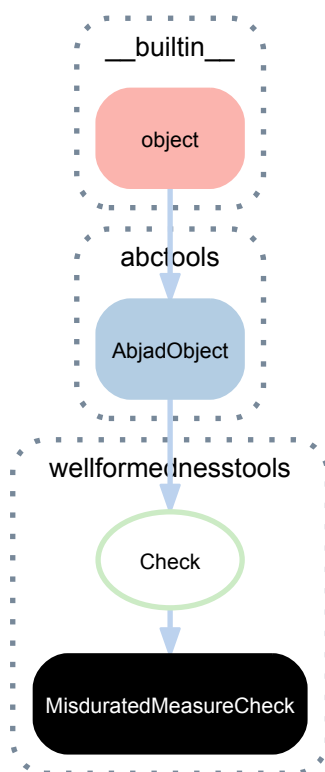 __builtin__
object
abctools
AbjadObject
wellformednesstools
Check
MisduratedMeasureCheck